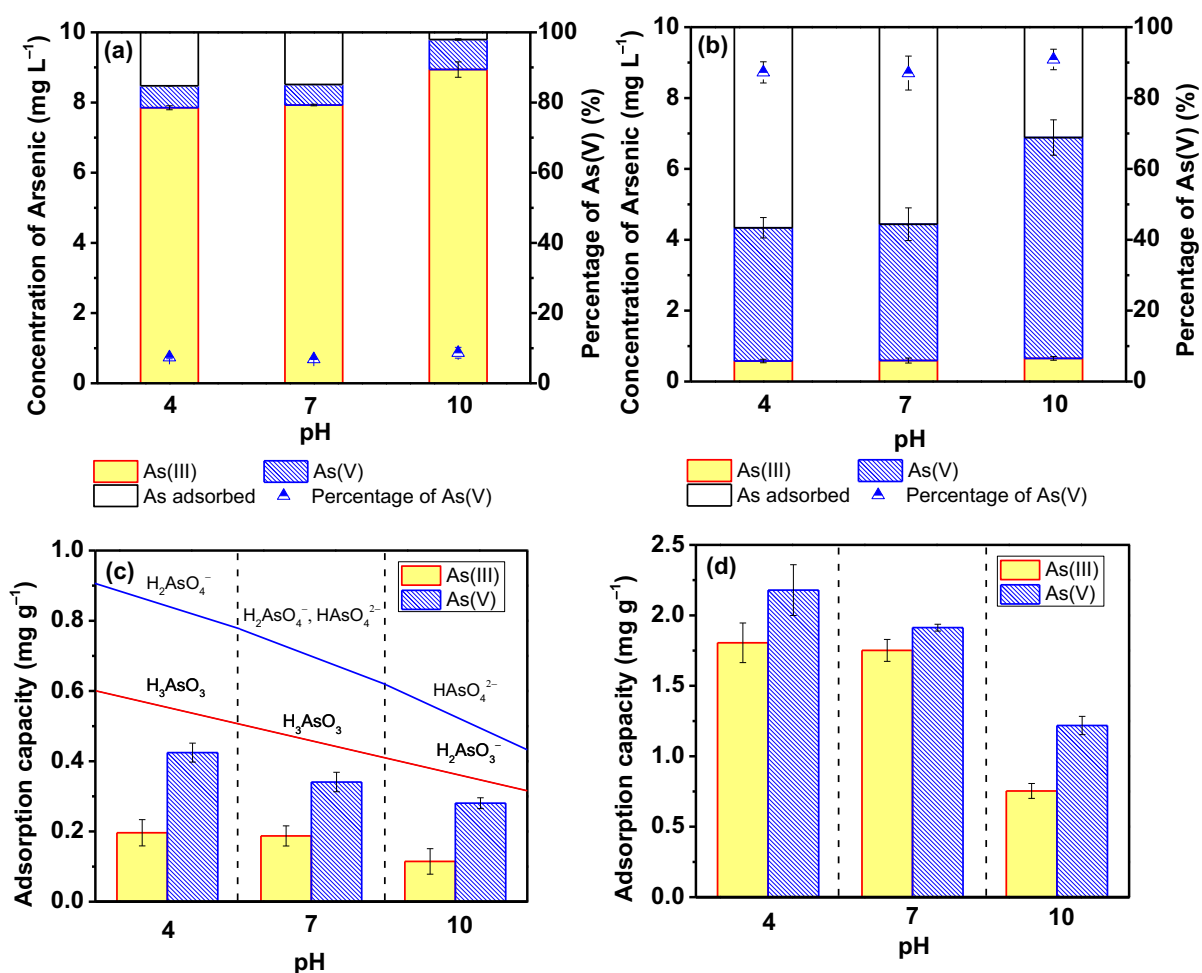 (a)
Concentration of Arsenic (mg L⁻¹)
10
8
6
4
2
0
100
80
60
40
20
0
Percentage of As(V) (%)
4 7 10
pH
As(III) As(V)
As adsorbed Percentage of As(V)
(b)
Concentration of Arsenic (mg L⁻¹)
10
8
6
4
2
0
100
80
60
40
20
0
Percentage of As(V) (%)
4 7 10
pH
As(III) As(V)
As adsorbed Percentage of As(V)
(c)
Adsorption capacity (mg g⁻¹)
1.0
0.8
0.6
0.4
0.2
0.0
As(III)
As(V)
H₂AsO₄⁻
H₂AsO₄⁻, HAsO₄²⁻
HAsO₄²⁻
H₃AsO₃
H₃AsO₃
H₂AsO₃⁻
4 7 10
pH
(d)
Adsorption capacity (mg g⁻¹)
2.5
2.0
1.5
1.0
0.5
0.0
As(III)
As(V)
4 7 10
pH